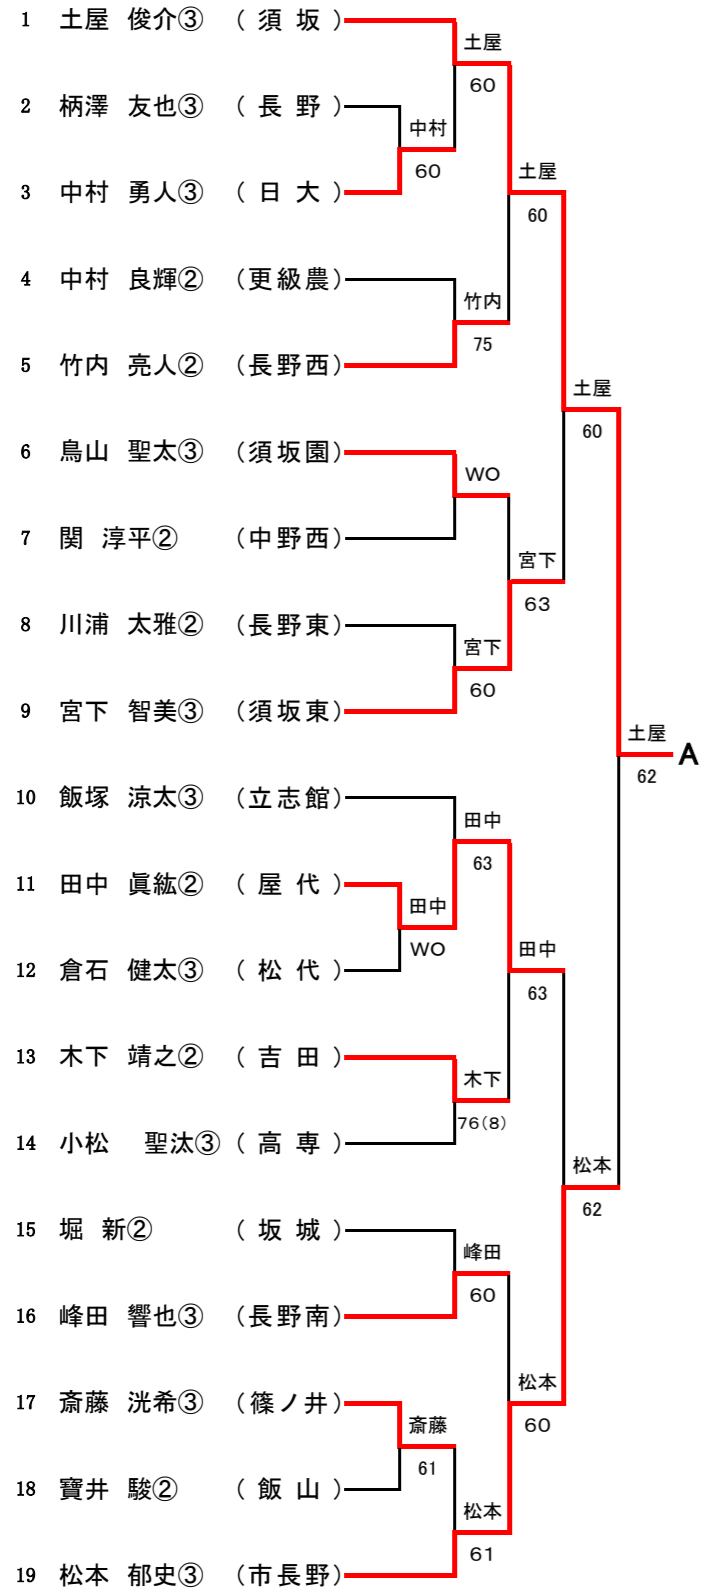 1 土屋 俊介③ (須坂)
土屋
60
2 柄澤 友也③ (長野)
中村
60
3 中村 勇人③ (日大)
土屋
60
4 中村 良輝② (更級農)
竹内
75
5 竹内 亮人② (長野西)
土屋
60
6 鳥山 聖太③ (須坂園)
WO
7 関 淳平② (中野西)
宮下
63
8 川浦 太雅② (長野東)
宮下
60
9 宮下 智美③ (須坂東)
土屋
A
62
10 飯塚 涼太③ (立志館)
田中
63
11 田中 眞紘② (屋代)
田中
WO
12 倉石 健太③ (松代)
田中
63
13 木下 靖之② (吉田)
木下
76(8)
14 小松 聖汰③ (高専)
松本
62
15 堀 新② (坂城)
峰田
60
16 峰田 響也③ (長野南)
松本
60
17 斎藤 洸希③ (篠ノ井)
斎藤
61
18 寶井 駿② (飯山)
松本
61
19 松本 郁史③ (市長野)